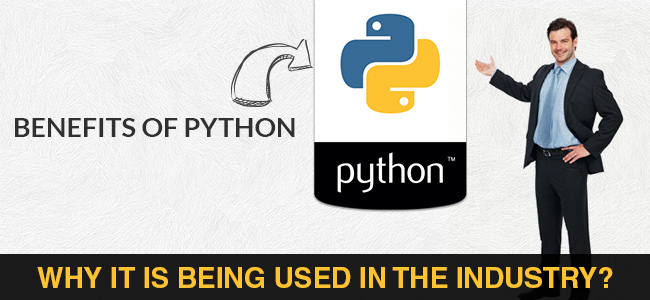 BENEFITS OF PYTHON
python™
WHY IT IS BEING USED IN THE INDUSTRY?